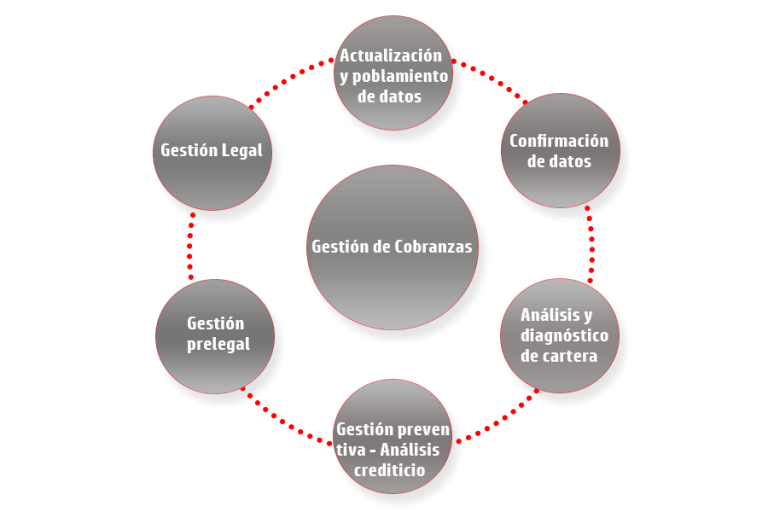 Actualización
y poblamiento
de datos
Confirmación
de datos
Análisis y
diagnóstico
de cartera
Gestión preven
tiva - Análisis
crediticio
Gestión
prelegal
Gestión Legal
Gestión de Cobranzas